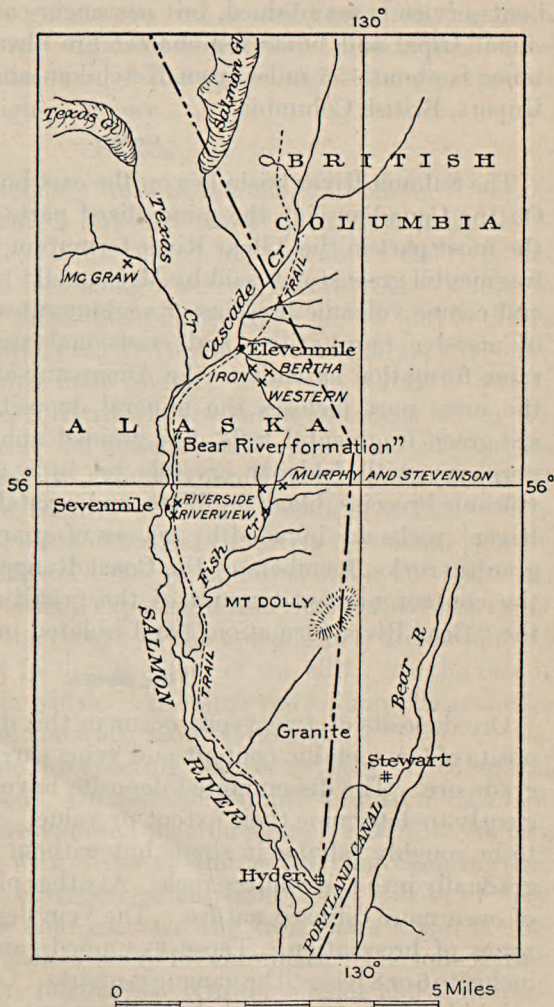 130°
Salmon Gl.
Texas Gl.
BRITISH
COLUMBIA
Texas Cr.
MC GRAW
Cascade Cr.
TRAIL
Elevenmile
IRON
BERTHA
WESTERN
ALASKA
"Bear River formation"
56
MURPHY AND STEVENSON
56°
Sevenmile
RIVERSIDE
RIVERVIEW
Fish Cr.
MT. DOLLY
SALMON RIVER
TRAIL
Bear R.
Granite
Stewart
Hyder
PORTLAND CANAL
130°
0 5 Miles